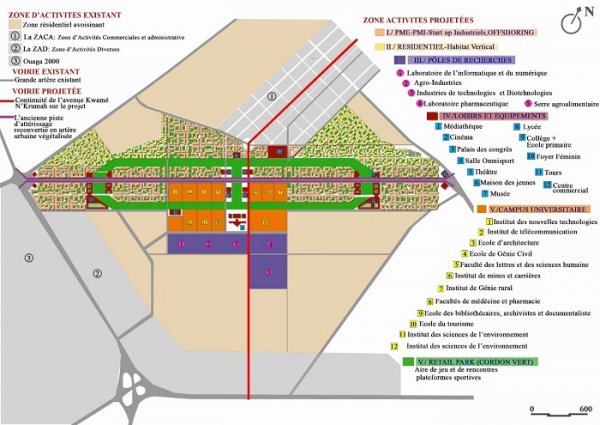 ZONE D'ACTIVITES EXISTANT
Zone résidentiel avoisinant
1 La ZACA: Zone d'Activités Commerciales et administrative
2 La ZAD: Zone d'Activités Diverses
3 Ouaga 2000
VOIRIE EXISTANT
Grande artère existant
VOIRIE PROJETÉE
Continuité de l'avenue Kwamé
N'Krumah sur le projet
L'ancienne piste
d'attérissage
reconvertie en artère
urbaine végétalisée
1
2
3
ZONE ACTIVITES PROJETÉES
I./ PME-PMI-Start up Industriels,OFFSHORING
II./ RESIDENTIEL-Habitat Vertical
III./ PÔLES DE RECHERCHES
1 Laboratoire de l'informatique et du numérique
2 Agro-Industries
3 Industries de technologies et Biotehnologies
4 Laboratoire pharmaceutique
5 Serre agroalimentaire
IV./LOISIRS ET EQUIPEMENTS
1 Médiathèque
2 Cinéma
3 Palais des congrès
4 Salle Omnisport
5 Théâtre
6 Maison des jeunes
7 Musée
8 Lycée
9 Collège +
Ecole primaire
10 Foyer Féminin
11 Tours
12 Centre
commercial
V./CAMPUS UNIVERSITAIRE
1 Institut des nouvelles technologies
2 Institut de télécommunication
3 Ecole d'architecture
4 Ecole de Génie Civil
5 Faculté des lettres et des sciences humaine
6 Institut de mines et carrières
7 Institut de Génie rural
8 Facultés de médécine et pharmacie
9 Ecole des bibliothécaires, archivistes et documentaliste
10 Ecole du tourisme
11 Institut des sciences de l'environnement
12 Institut des sciences de l'environnement
V./ RETAIL PARK (CORDON VERT)
Aire de jeu et de rencontres
plateformes sportives
N
0
600